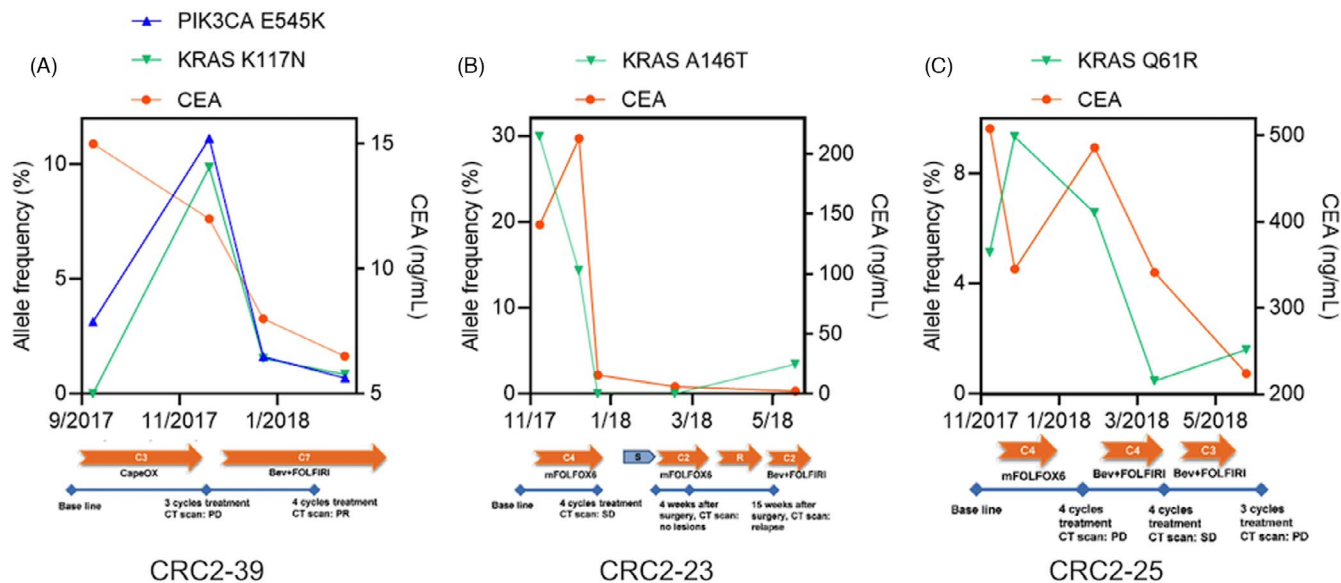 (A)
PIK3CA E545K
KRAS K117N
CEA
Allele frequency (%)
10
5
0
15
10
5
CEA (ng/mL)
9/2017
11/2017
1/2018
C3
C7
CapeOX
Bev+FOLFIRI
Base line
3 cycles treatment
CT scan: PD
4 cycles treatment
CT scan: PR
CRC2-39
(B)
KRAS A146T
CEA
Allele frequency (%)
30
20
10
0
200
150
100
50
0
CEA (ng/mL)
11/17
1/18
3/18
5/18
C4
S
C2
R
C2
mFOLFOX6
mFOLFOX6
Bev+FOLFIRI
Base line
4 cycles treatment
CT scan: SD
4 weeks after
surgery, CT scan:
no lesions
15 weeks after
surgery, CT scan:
relapse
CRC2-23
(C)
KRAS Q61R
CEA
Allele frequency (%)
8
4
0
500
400
300
200
CEA (ng/mL)
11/2017
1/2018
3/2018
5/2018
C4
C4
C3
mFOLFOX6
Bev+FOLFIRI
Bev+FOLFIRI
Base line
4 cycles
treatment
CT scan: PD
4 cycles
treatment
CT scan: SD
3 cycles
treatment
CT scan: PD
CRC2-25